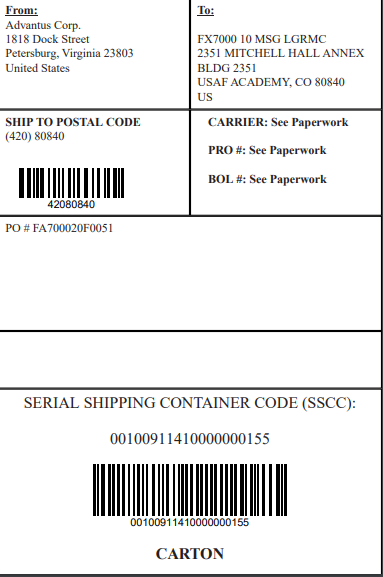 From:
Advantus Corp.
1818 Dock Street
Petersburg, Virginia 23803
United States
To:
FX7000 10 MSG LGRMC
2351 MITCHELL HALL ANNEX
BLDG 2351
USAF ACADEMY, CO 80840
US
SHIP TO POSTAL CODE
(420) 80840
42080840
CARRIER: See Paperwork
PRO #: See Paperwork
BOL #: See Paperwork
PO # FA700020F0051
SERIAL SHIPPING CONTAINER CODE (SSCC):
00100911410000000155
00100911410000000155
CARTON